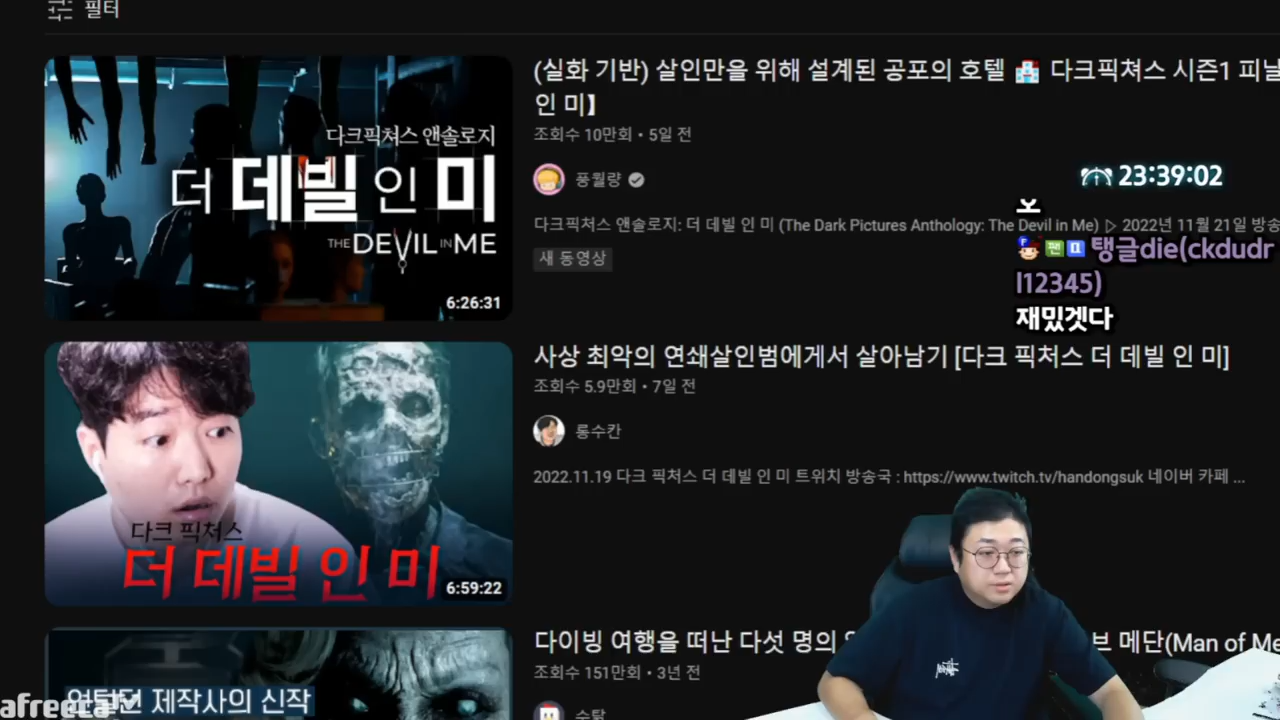 필터
다크픽쳐스 앤솔로지
더 데빌 인 미
THE DEVIL IN ME
6:26:31
(실화 기반) 살인만을 위해 설계된 공포의 호텔 🏩 다크픽쳐스 시즌1 피날
인 미】
조회수 10만회 • 5일 전
풍월량
다크픽쳐스 앤솔로지: 더 데빌 인 미 (The Dark Pictures Anthology: The Devil in Me) ▷ 2022년 11월 21일 방송
새 동영상
23:39:02
오
F 팬 탱글die(ckdudr
l12345)
재밌겟다
다크 픽처스
더 데빌 인 미
6:59:22
사상 최악의 연쇄살인범에게서 살아남기 [다크 픽처스 더 데빌 인 미]
조회수 5.9만회 • 7일 전
롱수칸
2022.11.19 다크 픽처스 더 데빌 인 미 트위치 방송국 : https://www.twitch.tv/handongsuk 네이버 카페 ...
제작사의 신작
다이빙 여행을 떠난 다섯 명의 브 메단(Man of Me
조회수 151만회 • 3년 전
수탉
afreeca